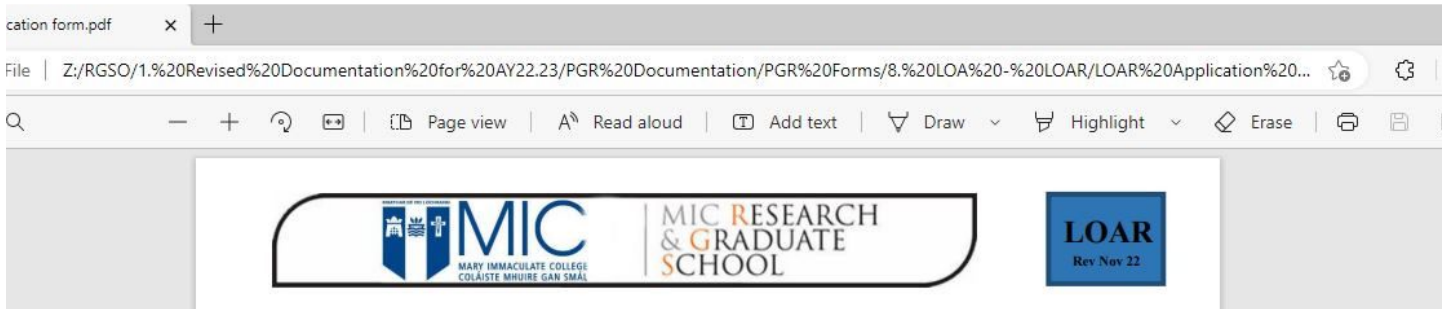 cation form.pdf
File | Z:/RGSO/1.%20Revised%20Documentation%20for%20AY22.23/PGR%20Documentation/PGR%20Forms/8.%20LOA%20-%20LOAR/LOAR%20Application%20...
Page view | Read aloud | Add text | Draw Highlight Erase
MIC
MARY IMMACULATE COLLEGE
COLÁISTE MHUIRE GAN SMÁL
MIC RESEARCH
& GRADUATE
SCHOOL
LOAR
Rev Nov 22